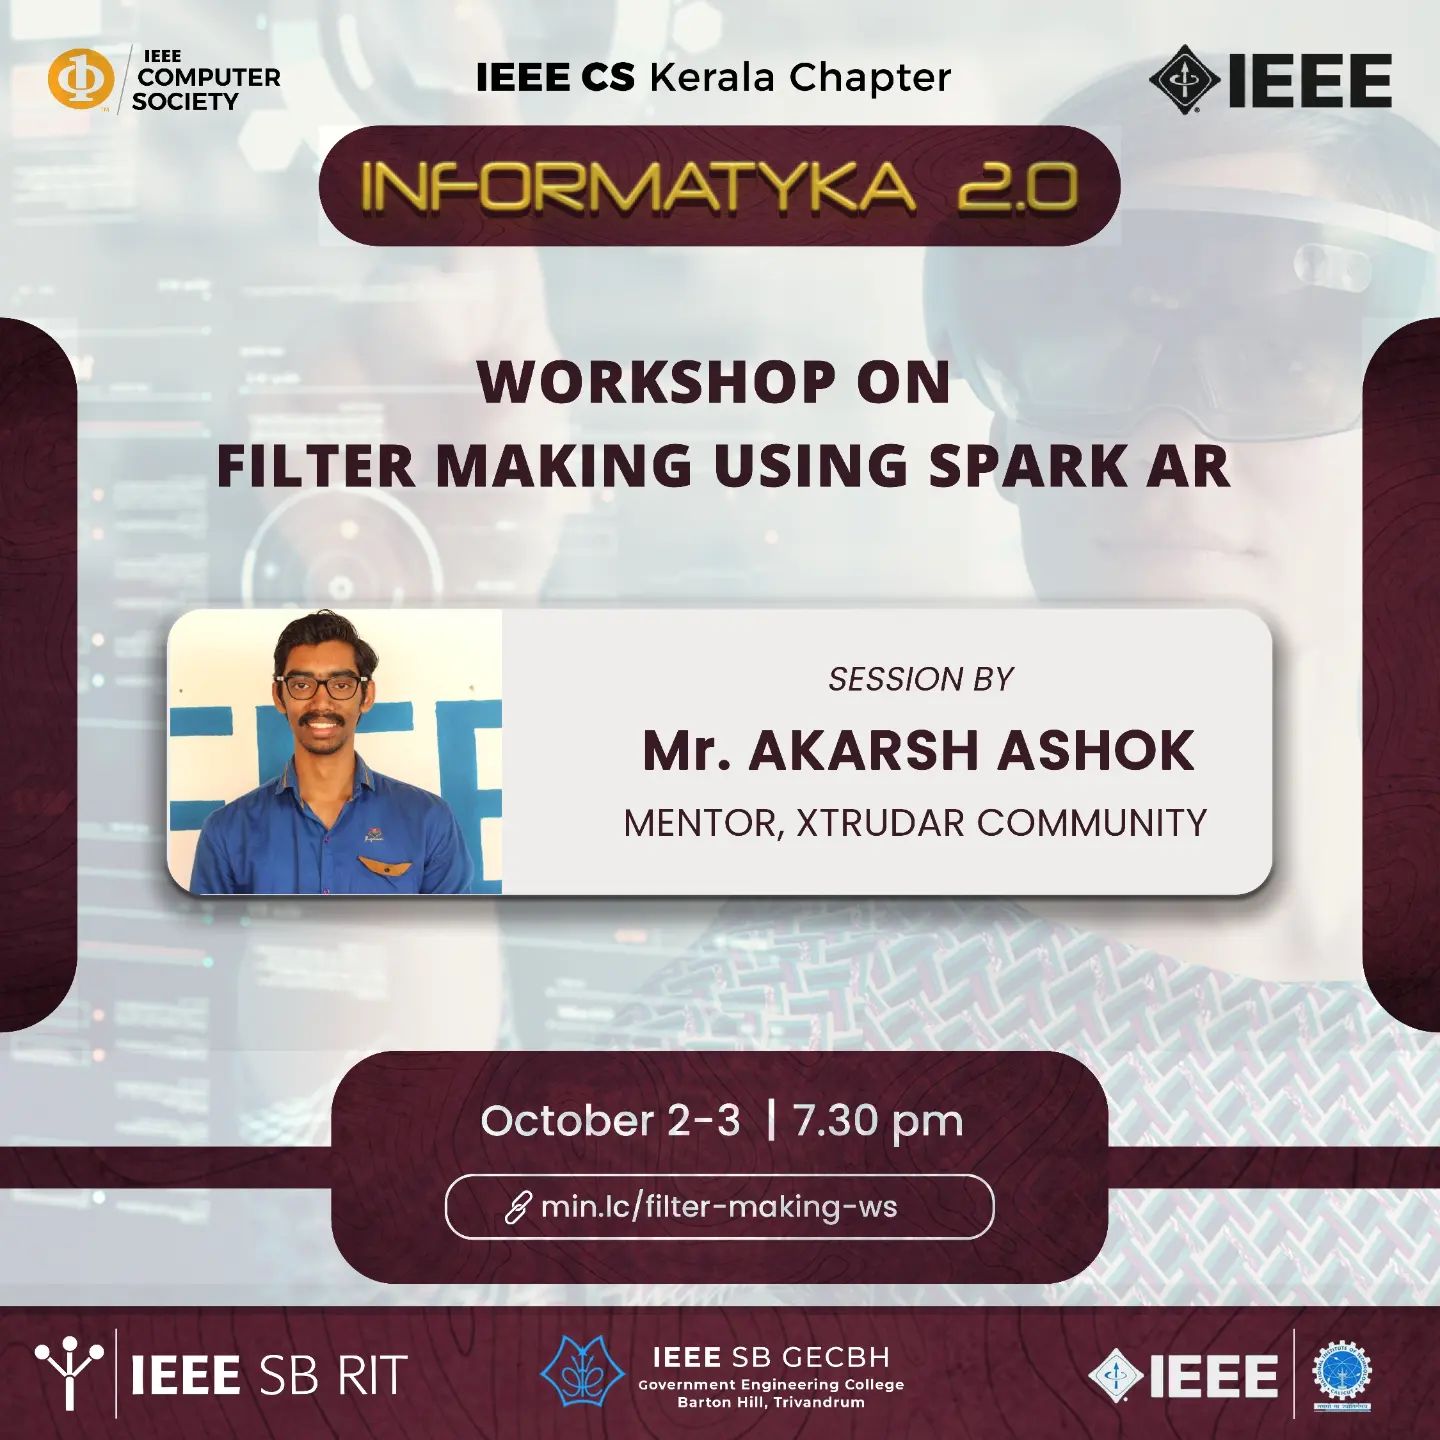 IEEE
COMPUTER
SOCIETY
IEEE CS Kerala Chapter
IEEE
INFORMATYKA 2.0
WORKSHOP ON
FILTER MAKING USING SPARK AR
SESSION BY
Mr. AKARSH ASHOK
MENTOR, XTRUDAR COMMUNITY
October 2-3 | 7.30 pm
min.lc/filter-making-ws
IEEE SB RIT
IEEE SB GECBH
Government Engineering College
Barton Hill, Trivandrum
IEEE